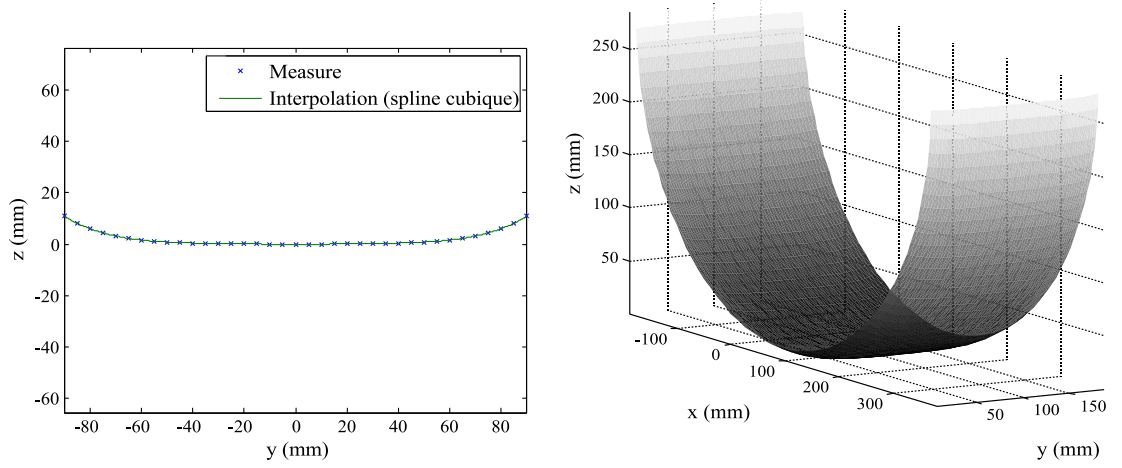 Measure
Interpolation (spline cubique)
60
40
20
0
-20
-40
-60
z (mm)
-80 -60 -40 -20 0 20 40 60 80
y (mm)
250
200
150
100
50
z (mm)
-100 0 100 200 300
x (mm)
50 100 150
y (mm)